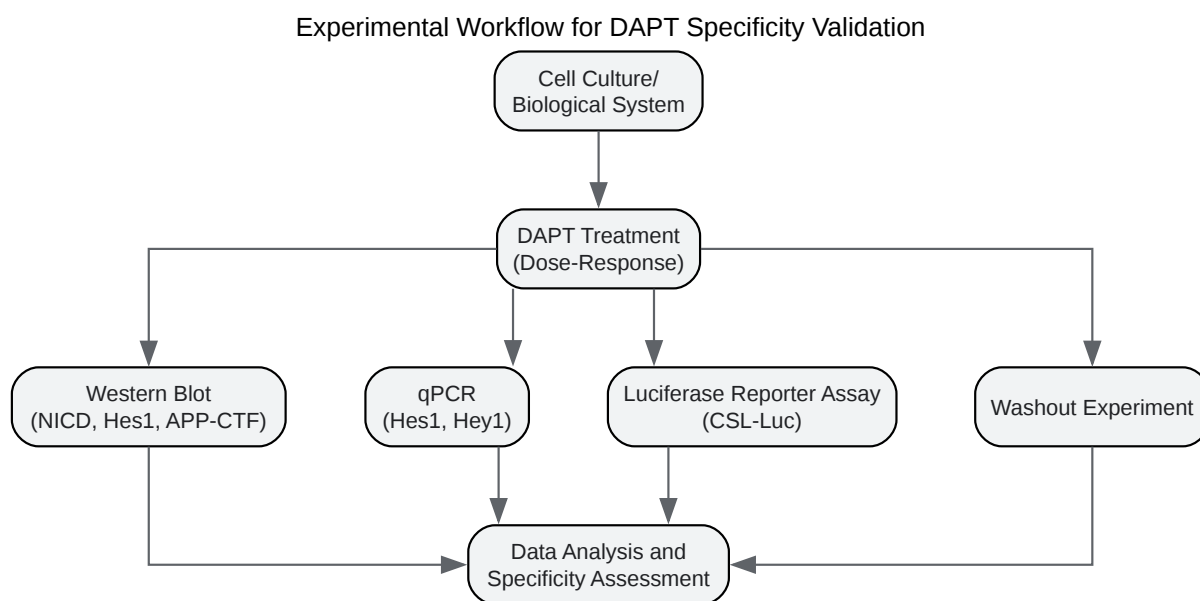 Experimental Workflow for DAPT Specificity Validation
Cell Culture/
Biological System
DAPT Treatment
(Dose-Response)
Western Blot
(NICD, Hes1, APP-CTF)
qPCR
(Hes1, Hey1)
Luciferase Reporter Assay
(CSL-Luc)
Washout Experiment
Data Analysis and
Specificity Assessment